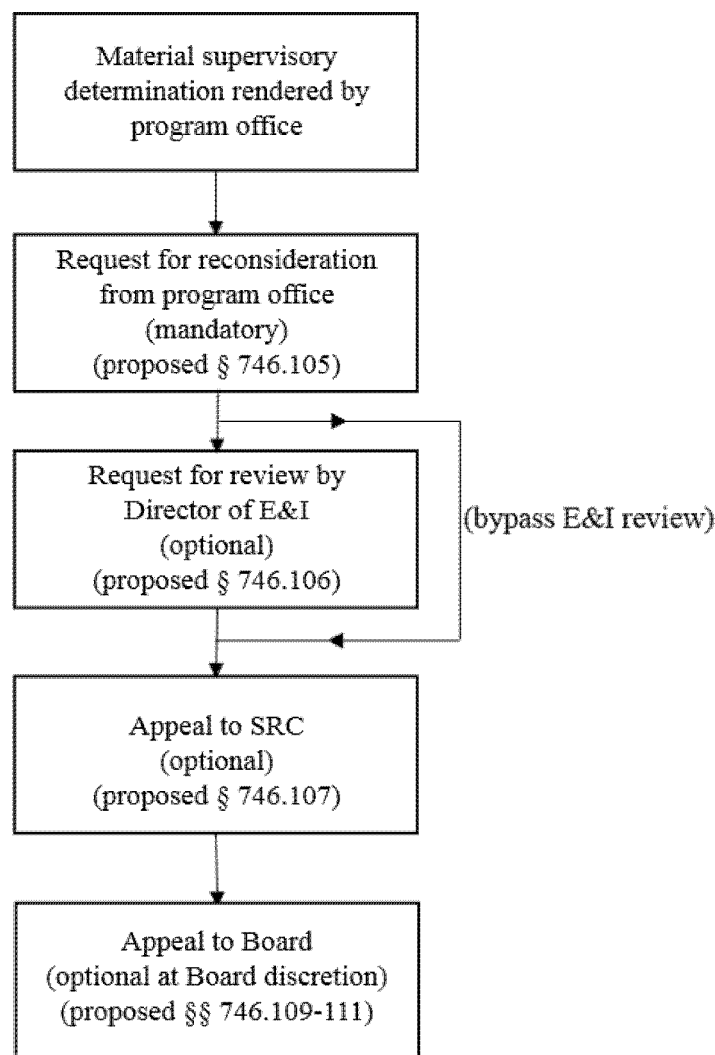 Material supervisory
determination rendered by
program office
Request for reconsideration
from program office
(mandatory)
(proposed § 746.105)
Request for review by
Director of E&I
(optional)
(proposed § 746.106)
(bypass E&I review)
Appeal to SRC
(optional)
(proposed § 746.107)
Appeal to Board
(optional at Board discretion)
(proposed §§ 746.109-111)